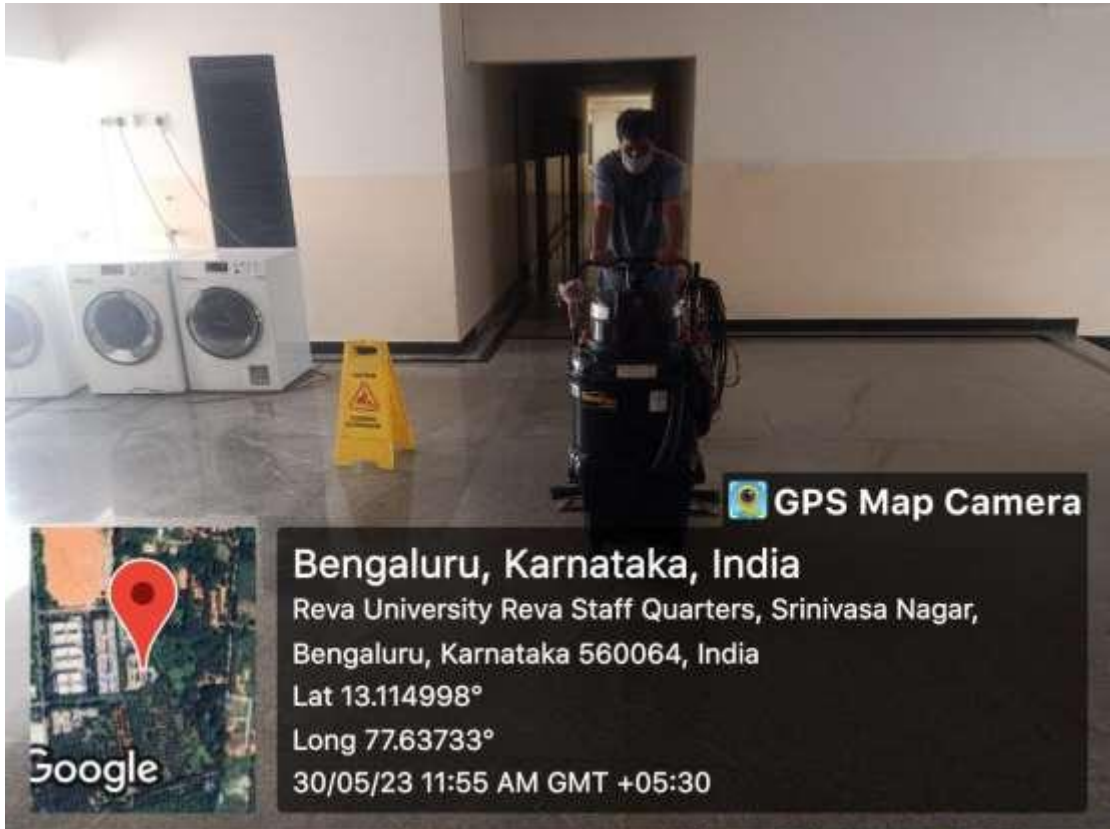 GPS Map Camera
Bengaluru, Karnataka, India
Reva University Reva Staff Quarters, Srinivasa Nagar,
Bengaluru, Karnataka 560064, India
Lat 13.114998°
Long 77.63733°
30/05/23 11:55 AM GMT +05:30
Google